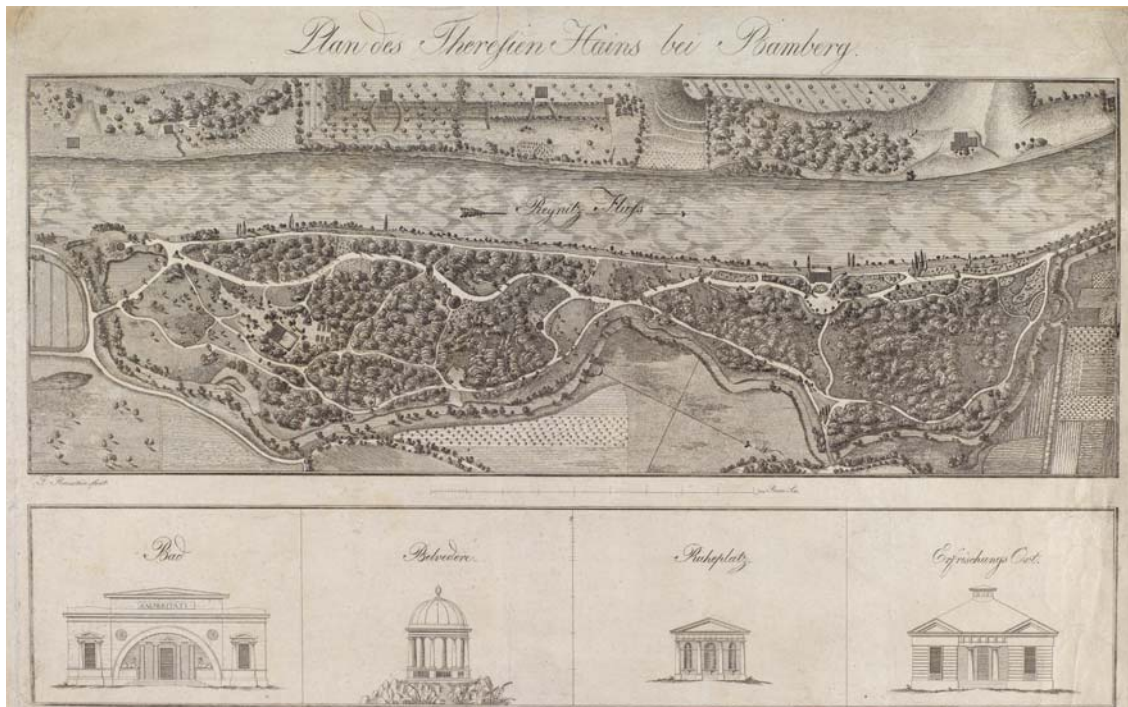 Plan des Theresien Hains bei Bamberg.
Regnitz Fluss
Bad
Belvedere.
Ruheplatz.
Erfrischungs Ort.